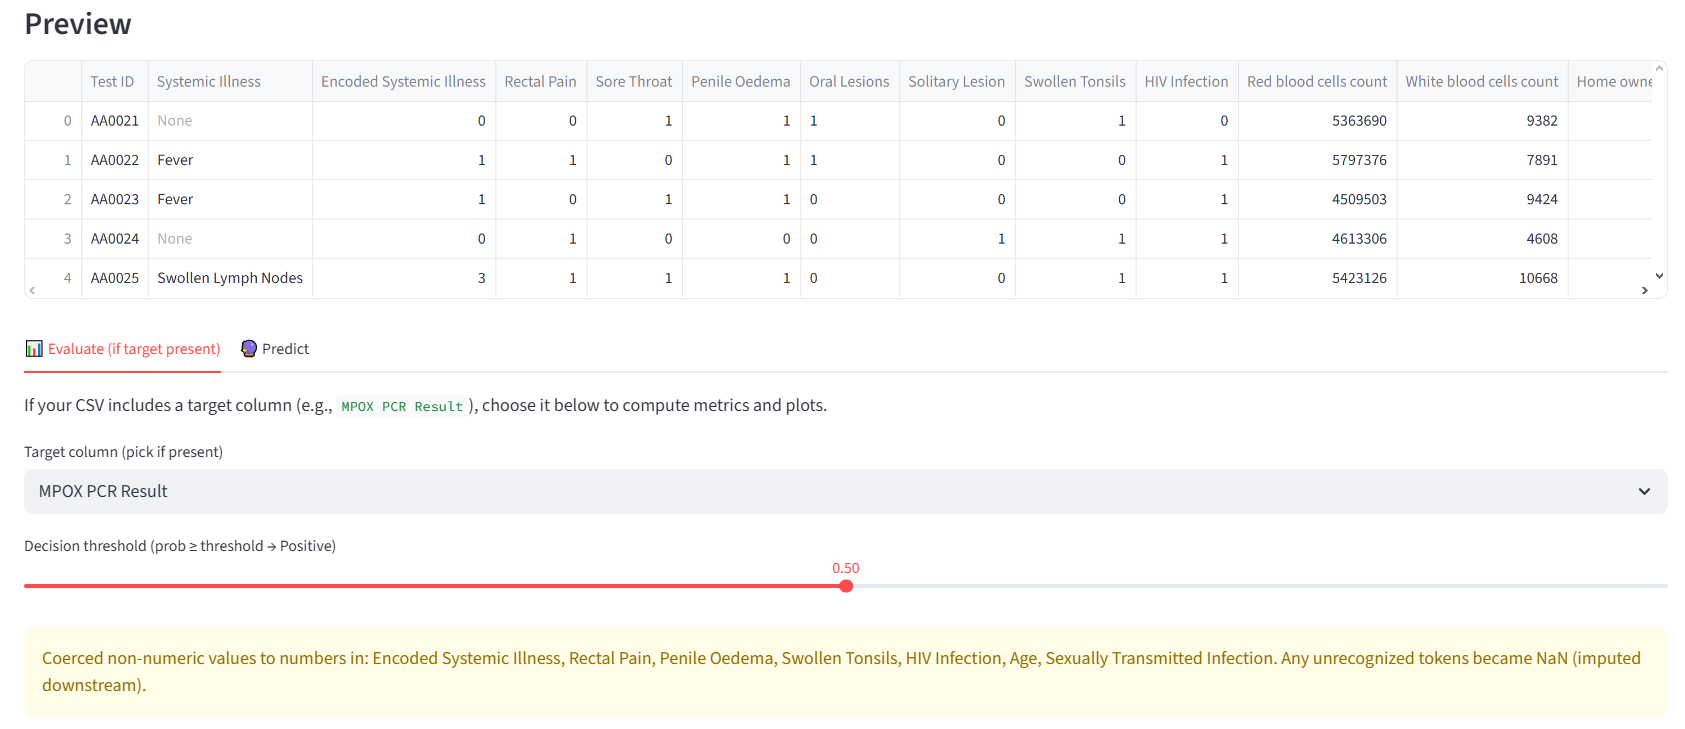 Preview
Test ID Systemic Illness Encoded Systemic Illness Rectal Pain Sore Throat Penile Oedema Oral Lesions Solitary Lesion Swollen Tonsils HIV Infection Red blood cells count White blood cells count Home owne
0 AA0021 None 0 0 1 1 1 0 1 0 5363690 9382
1 AA0022 Fever 1 1 0 1 1 0 0 1 5797376 7891
2 AA0023 Fever 1 0 1 1 0 0 0 1 4509503 9424
3 AA0024 None 0 1 0 0 0 1 1 1 4613306 4608
4 AA0025 Swollen Lymph Nodes 3 1 1 1 0 0 1 1 5423126 10668
Evaluate (if target present) Predict
If your CSV includes a target column (e.g., MPOX PCR Result ), choose it below to compute metrics and plots.
Target column (pick if present)
MPOX PCR Result
Decision threshold (prob ≥ threshold → Positive)
0.50
Coerced non-numeric values to numbers in: Encoded Systemic Illness, Rectal Pain, Penile Oedema, Swollen Tonsils, HIV Infection, Age, Sexually Transmitted Infection. Any unrecognized tokens became NaN (imputed
downstream).